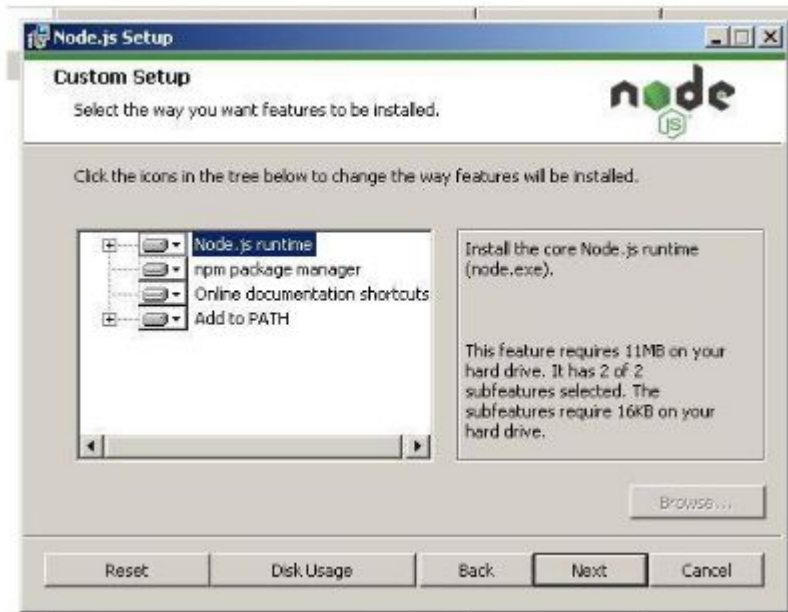 Node.js Setup
Custom Setup
Select the way you want features to be installed.
node
JS
Click the icons in the tree below to change the way features will be installed.
Node.js runtime
npm package manager
Online documentation shortcuts
Add to PATH
Install the core Node.js runtime
(node.exe).
This feature requires 11MB on your
hard drive. It has 2 of 2
subfeatures selected. The
subfeatures require 16KB on your
hard drive.
Browse...
Reset
Disk Usage
Back
Next
Cancel